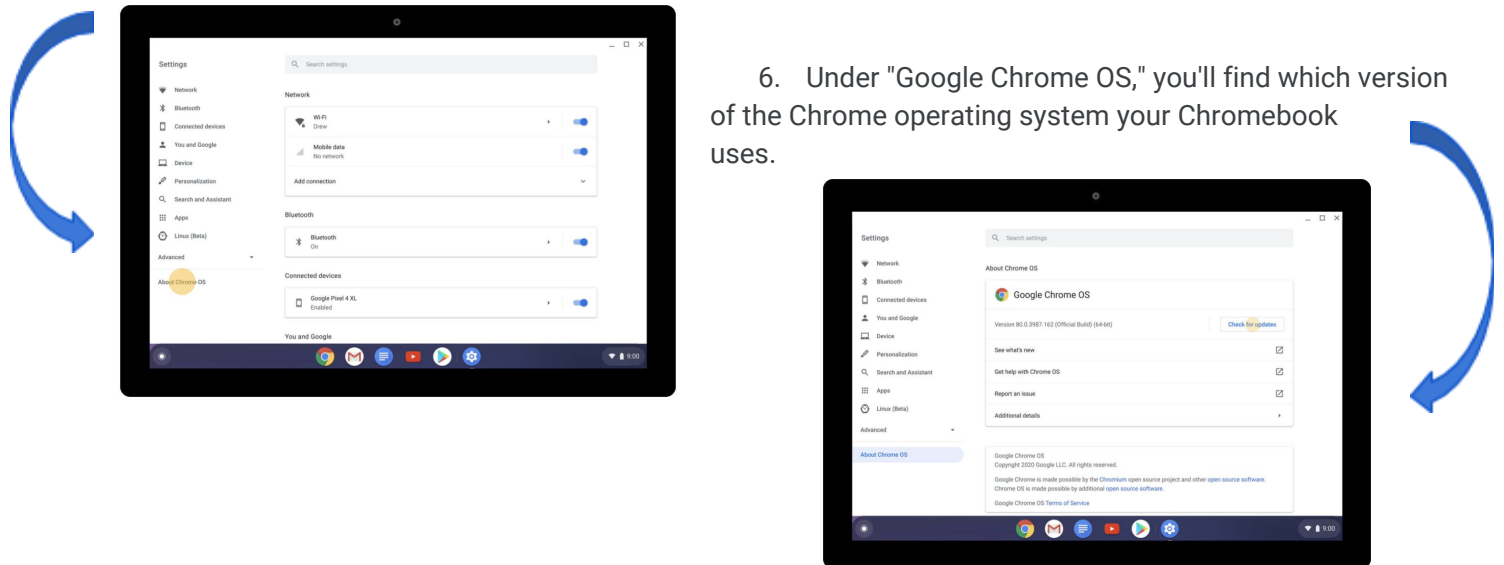 Settings
Search settings
Network
Bluetooth
Connected devices
You and Google
Device
Personalization
Search and Assistant
Apps
Linux (Beta)
Advanced
About Chrome OS
Network
Wi-Fi
Drew
Mobile data
No network
Add connection
Bluetooth
Bluetooth
On
Connected devices
Google Pixel 4 XL
Enabled
You and Google
9:00
6. Under "Google Chrome OS," you'll find which version
of the Chrome operating system your Chromebook
uses.
Settings
Search settings
Network
Bluetooth
Connected devices
You and Google
Device
Personalization
Search and Assistant
Apps
Linux (Beta)
Advanced
About Chrome OS
About Chrome OS
Google Chrome OS
Version 80.0.3987.162 (Official Build) (64-bit)
Check for updates
See what's new
Get help with Chrome OS
Report an issue
Additional details
Google Chrome OS
Copyright 2020 Google LLC. All rights reserved.
Google Chrome is made possible by the Chromium open source project and other open source software.
Chrome OS is made possible by additional open source software.
Google Chrome OS Terms of Service
9:00